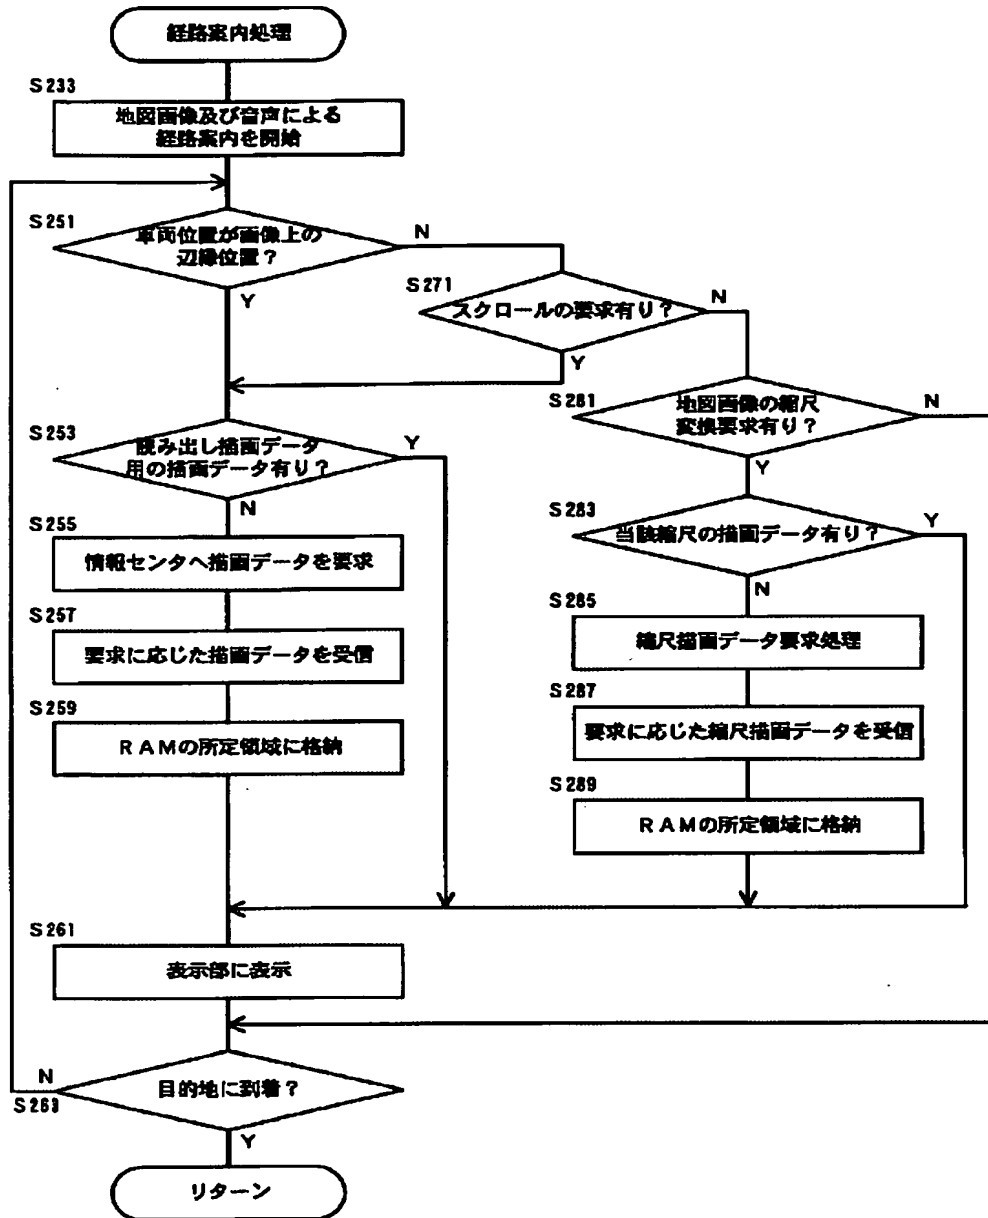 経路案内処理
S233
地図画像及び音声による
経路案内を開始
S251
車両位置が画像上の
辺縁位置?
N
Y
S271
スクロールの要求有り?
N
Y
S281
地図画像の縮尺
変換要求有り?
N
Y
S253
読み出し描画データ
用の描画データ有り?
Y
N
S283
当該縮尺の描画データ有り?
Y
N
S255
情報センタへ描画データを要求
S285
縮尺描画データ要求処理
S257
要求に応じた描画データを受信
S287
要求に応じた縮尺描画データを受信
S259
RAMの所定領域に格納
S289
RAMの所定領域に格納
S261
表示部に表示
N
S263
目的地に到着?
Y
リターン